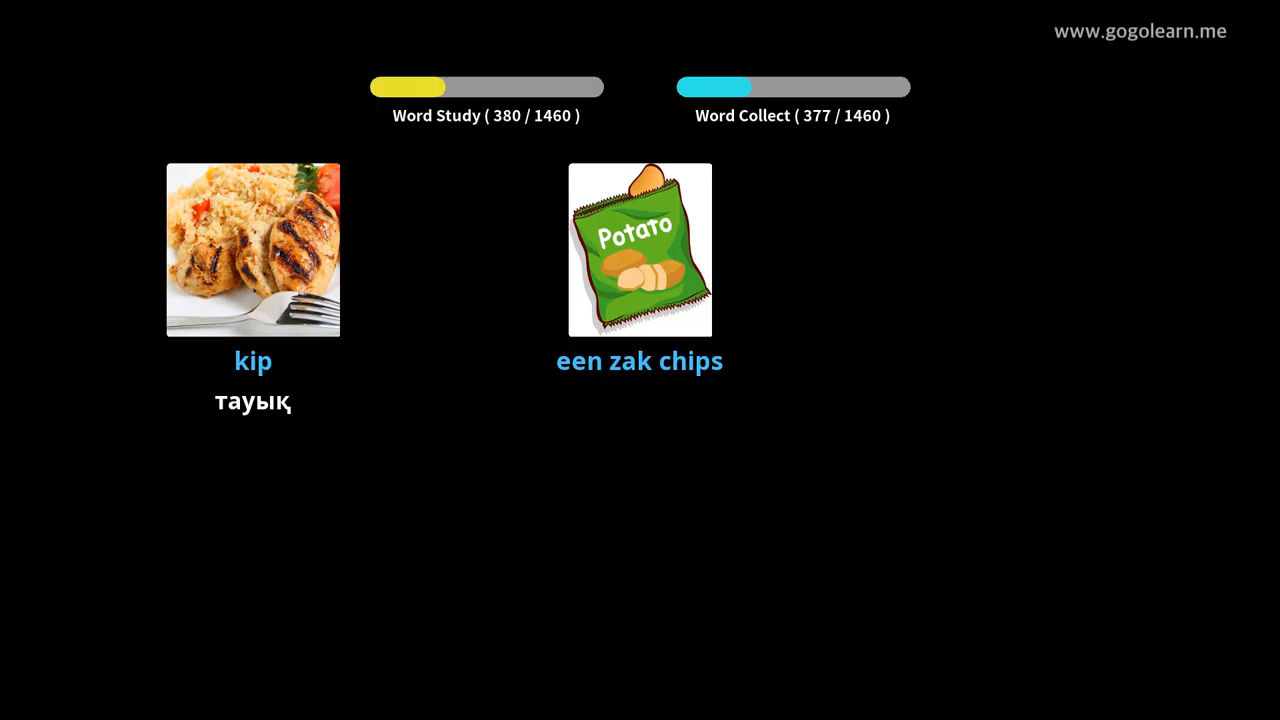 www.gogolearn.me
Word Study ( 380 / 1460 )
Word Collect ( 377 / 1460 )
Potato
kip
een zak chips
тауық